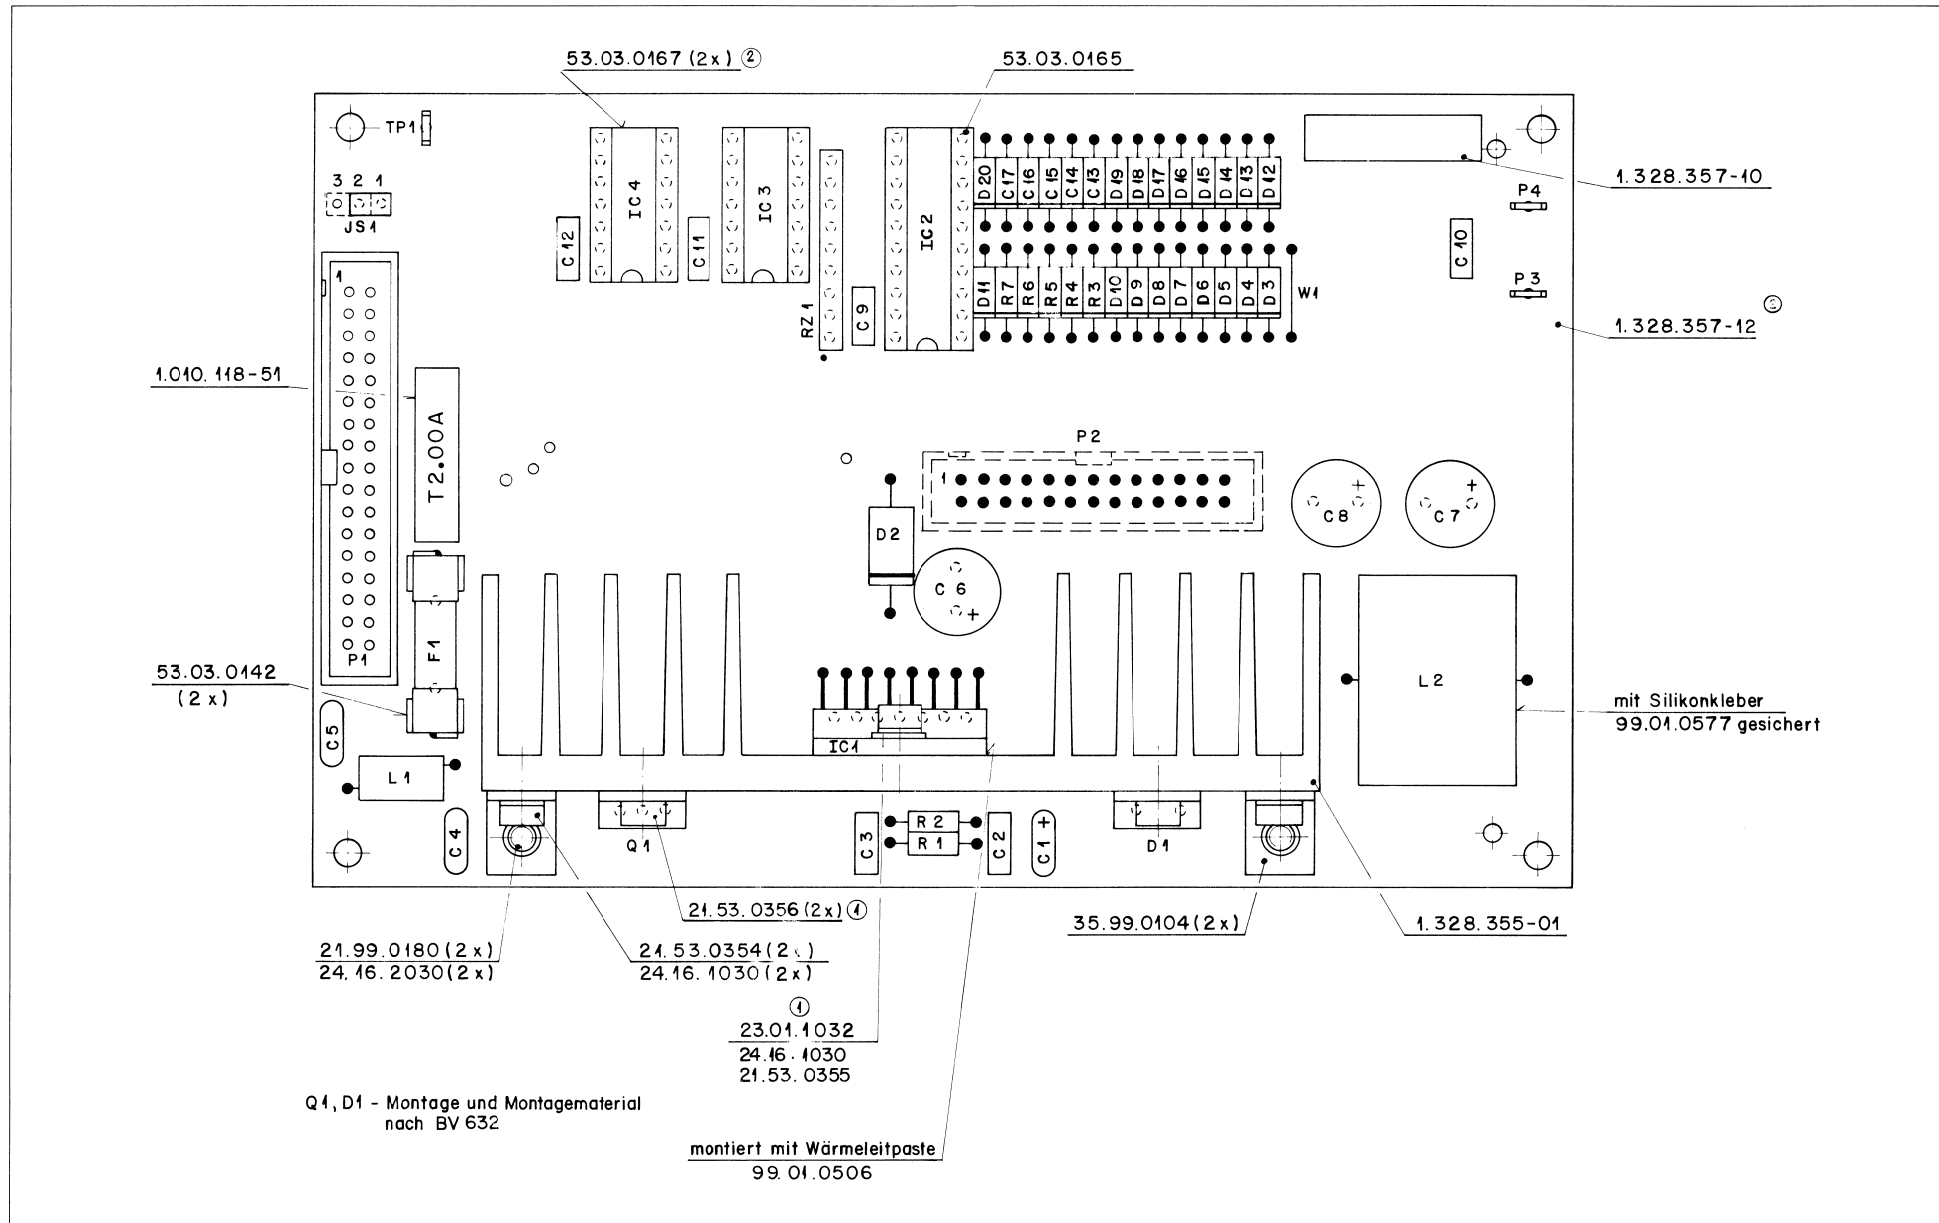 53.03.0167 (2x) ②
53.03.0165
TP1
3 2 1
JS1
C12
IC4
C11
IC3
RZ1
C9
IC2
D20 C17 C16 C15 C14 C13 D19 D18 D17 D16 D15 D14 D13 D12
D11 R7 R6 R5 R4 R3 D10 D9 D8 D7 D6 D5 D4 D3
W1
1.328.357-10
P4
C10
P3
②
1.328.357-12
1.010.118-51
1
T2.00A
P2
1
D2
C8 +
C7 +
C6 +
P1
F1
53.03.0142
(2x)
C5
L1
C4
IC1
L2
mit Silikonkleber
99.01.0577 gesichert
Q1
C3
R2
R1
C2
C1 +
D1
21.53.0356 (2x) ①
35.99.0104 (2x)
1.328.355-01
21.99.0180 (2x)
24.16.2030 (2x)
21.53.0354 (2x)
24.16.1030 (2x)
①
23.01.1032
24.16.1030
21.53.0355
Q1, D1 - Montage und Montagematerial
nach BV 632
montiert mit Wärmeleitpaste
99.01.0506